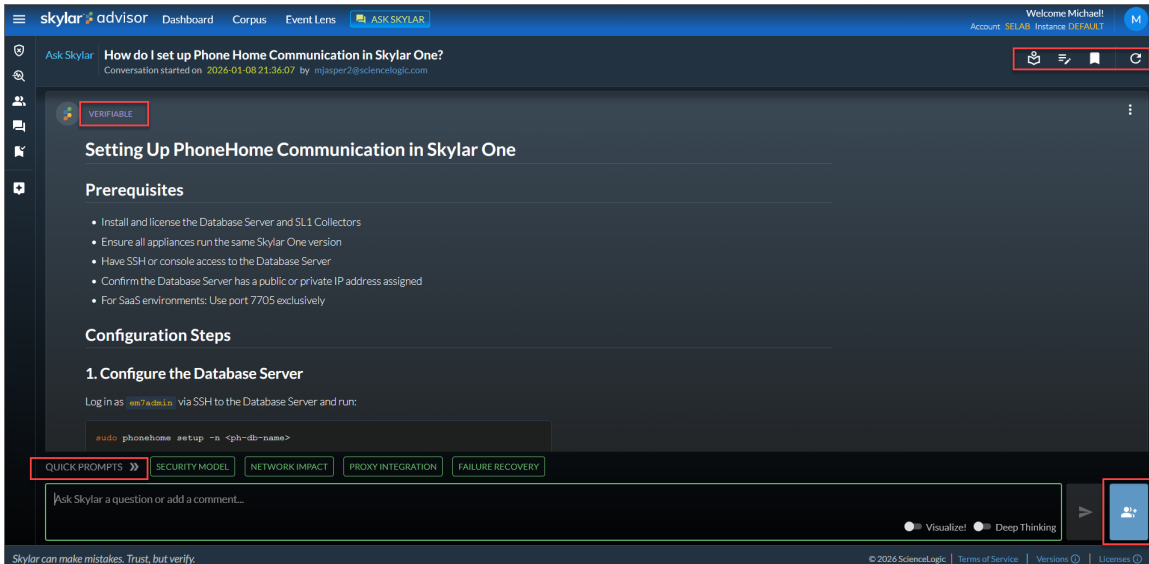 skylar advisor Dashboard Corpus Event Lens ASK SKYLAR
Welcome Michael!
Account SELAB Instance DEFAULT
M
Ask Skylar How do I set up Phone Home Communication in Skylar One?
Conversation started on 2026-01-08 21:36:07 by mjasper2@sciencelogic.com
VERIFIABLE
Setting Up PhoneHome Communication in Skylar One
Prerequisites
• Install and license the Database Server and SL1 Collectors
• Ensure all appliances run the same Skylar One version
• Have SSH or console access to the Database Server
• Confirm the Database Server has a public or private IP address assigned
• For SaaS environments: Use port 7705 exclusively
Configuration Steps
1. Configure the Database Server
Log in as em7admin via SSH to the Database Server and run:
sudo phonehome setup -n <ph-db-name>
QUICK PROMPTS SECURITY MODEL NETWORK IMPACT PROXY INTEGRATION FAILURE RECOVERY
Ask Skylar a question or add a comment...
Visualize! Deep Thinking
Skylar can make mistakes. Trust, but verify.
© 2026 ScienceLogic | Terms of Service | Versions | Licenses